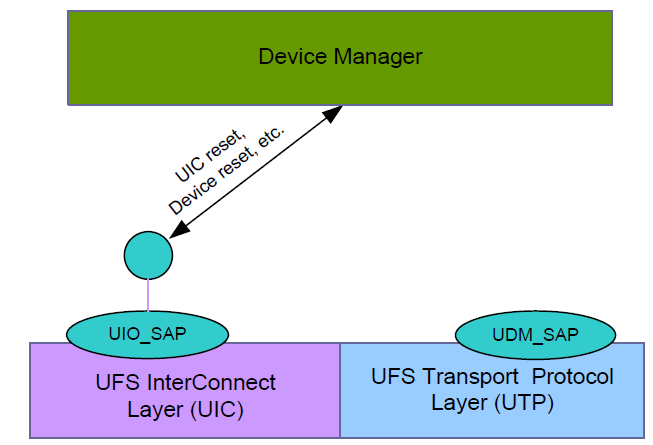 Device Manager
UIC reset,
Device reset, etc.
UIO_SAP
UDM_SAP
UFS InterConnect
Layer (UIC)
UFS Transport Protocol
Layer (UTP)